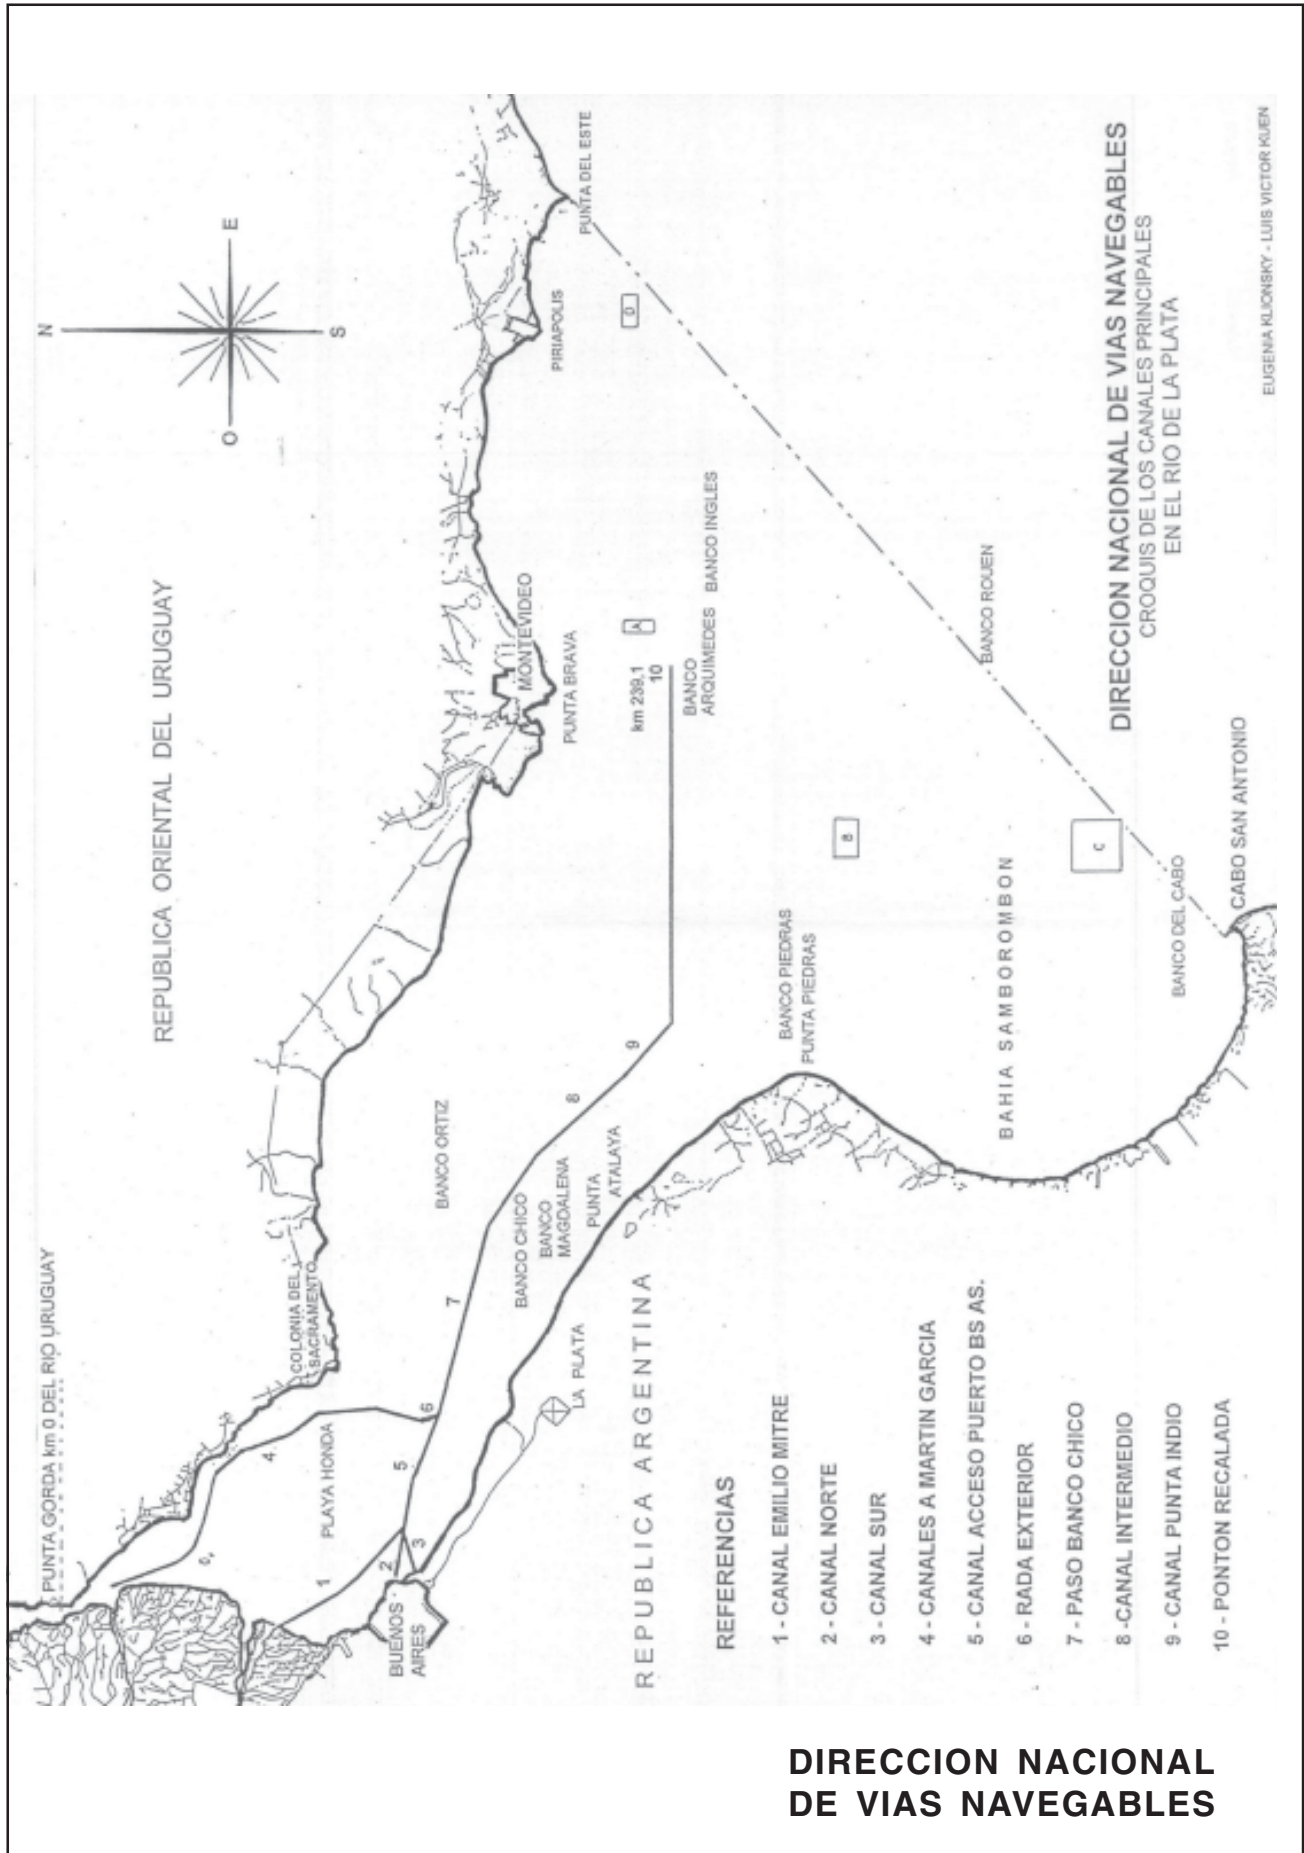 N
O
E
S
REPUBLICA ORIENTAL DEL URUGUAY
PUNTA GORDA km 0 DEL RIO URUGUAY
COLONIA DEL
SACRAMENTO
MONTEVIDEO
PUNTA BRAVA
PIRIAPOLIS
PUNTA DEL ESTE
PLAYA HONDA
BANCO ORTIZ
BUENOS
AIRES
1
2
3
4
5
6
7
8
9
km 239,1
10
A
B
C
D
BANCO CHICO
BANCO
MAGDALENA
PUNTA
ATALAYA
LA PLATA
BANCO
ARQUIMEDES
BANCO INGLES
BANCO PIEDRAS
PUNTA PIEDRAS
BANCO ROUEN
BAHIA SAMBOROMBON
BANCO DEL CABO
CABO SAN ANTONIO
REPUBLICA ARGENTINA
REFERENCIAS
1 - CANAL EMILIO MITRE
2 - CANAL NORTE
3 - CANAL SUR
4 - CANALES A MARTIN GARCIA
5 - CANAL ACCESO PUERTO BS AS.
6 - RADA EXTERIOR
7 - PASO BANCO CHICO
8 -CANAL INTERMEDIO
9 - CANAL PUNTA INDIO
10 - PONTON RECALADA
DIRECCION NACIONAL DE VIAS NAVEGABLES
CROQUIS DE LOS CANALES PRINCIPALES
EN EL RIO DE LA PLATA
EUGENIA KLIONSKY - LUIS VICTOR KUEN
DIRECCION NACIONAL
DE VIAS NAVEGABLES